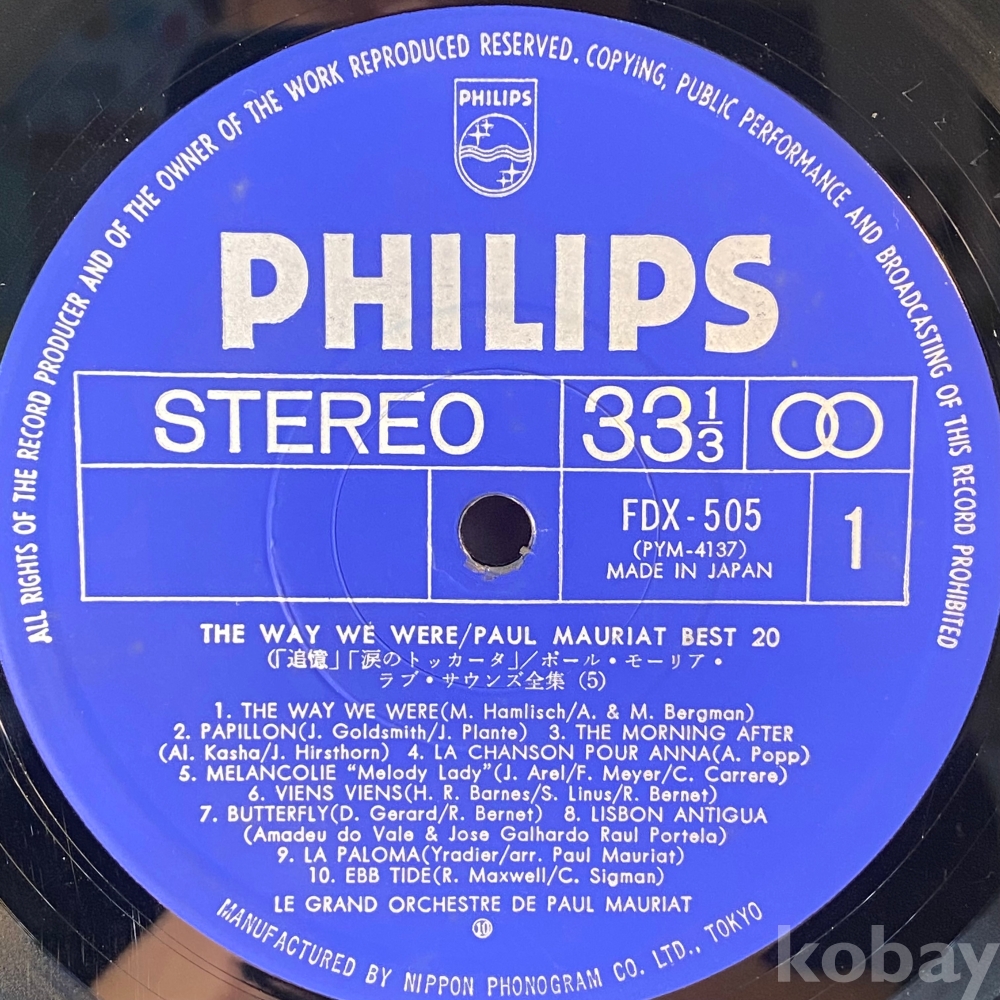 ALL RIGHTS OF THE RECORD PRODUCER AND OF THE OWNER OF THE WORK REPRODUCED RESERVED. COPYiNG, PUBLIC PERFORMANCE AND BROADCASTING OF THIS RECORD PROHIBITED
PHILIPS
PHILIPS
STEREO 33 1/3
FDX-505 1
(PYM-4137)
MADE IN JAPAN
THE WAY WE WERE/PAUL MAURIAT BEST 20
(「追憶」「涙のトッカータ」／ポール・モーリア・
ラブ・サウンズ全集 (5)
1. THE WAY WE WERE(M. Hamlisch/A. & M. Bergman)
2. PAPILLON(J. Goldsmith/J. Plante) 3. THE MORNING AFTER
(Al. Kasha/J. Hirsthorn) 4. LA CHANSON POUR ANNA(A. Popp)
5. MELANCOLIE "Melody Lady"(J. Arel/F. Meyer/C. Carrere)
6. VIENS VIENS(H. R. Barnes/S. Linus/R. Bernet)
7. BUTTERFLY(D. Gerard/R. Bernet) 8. LISBON ANTIGUA
(Amadeu do Vale & Jose Galhardo Raul Portela)
9. LA PALOMA(Yradier/arr. Paul Mauriat)
10. EBB TIDE(R. Maxwell/C. Sigman)
LE GRAND ORCHESTRE DE PAUL MAURIAT
⑩
MANUFACTURED BY NIPPON PHONOGRAM CO. LTD., TOKYO
kobay